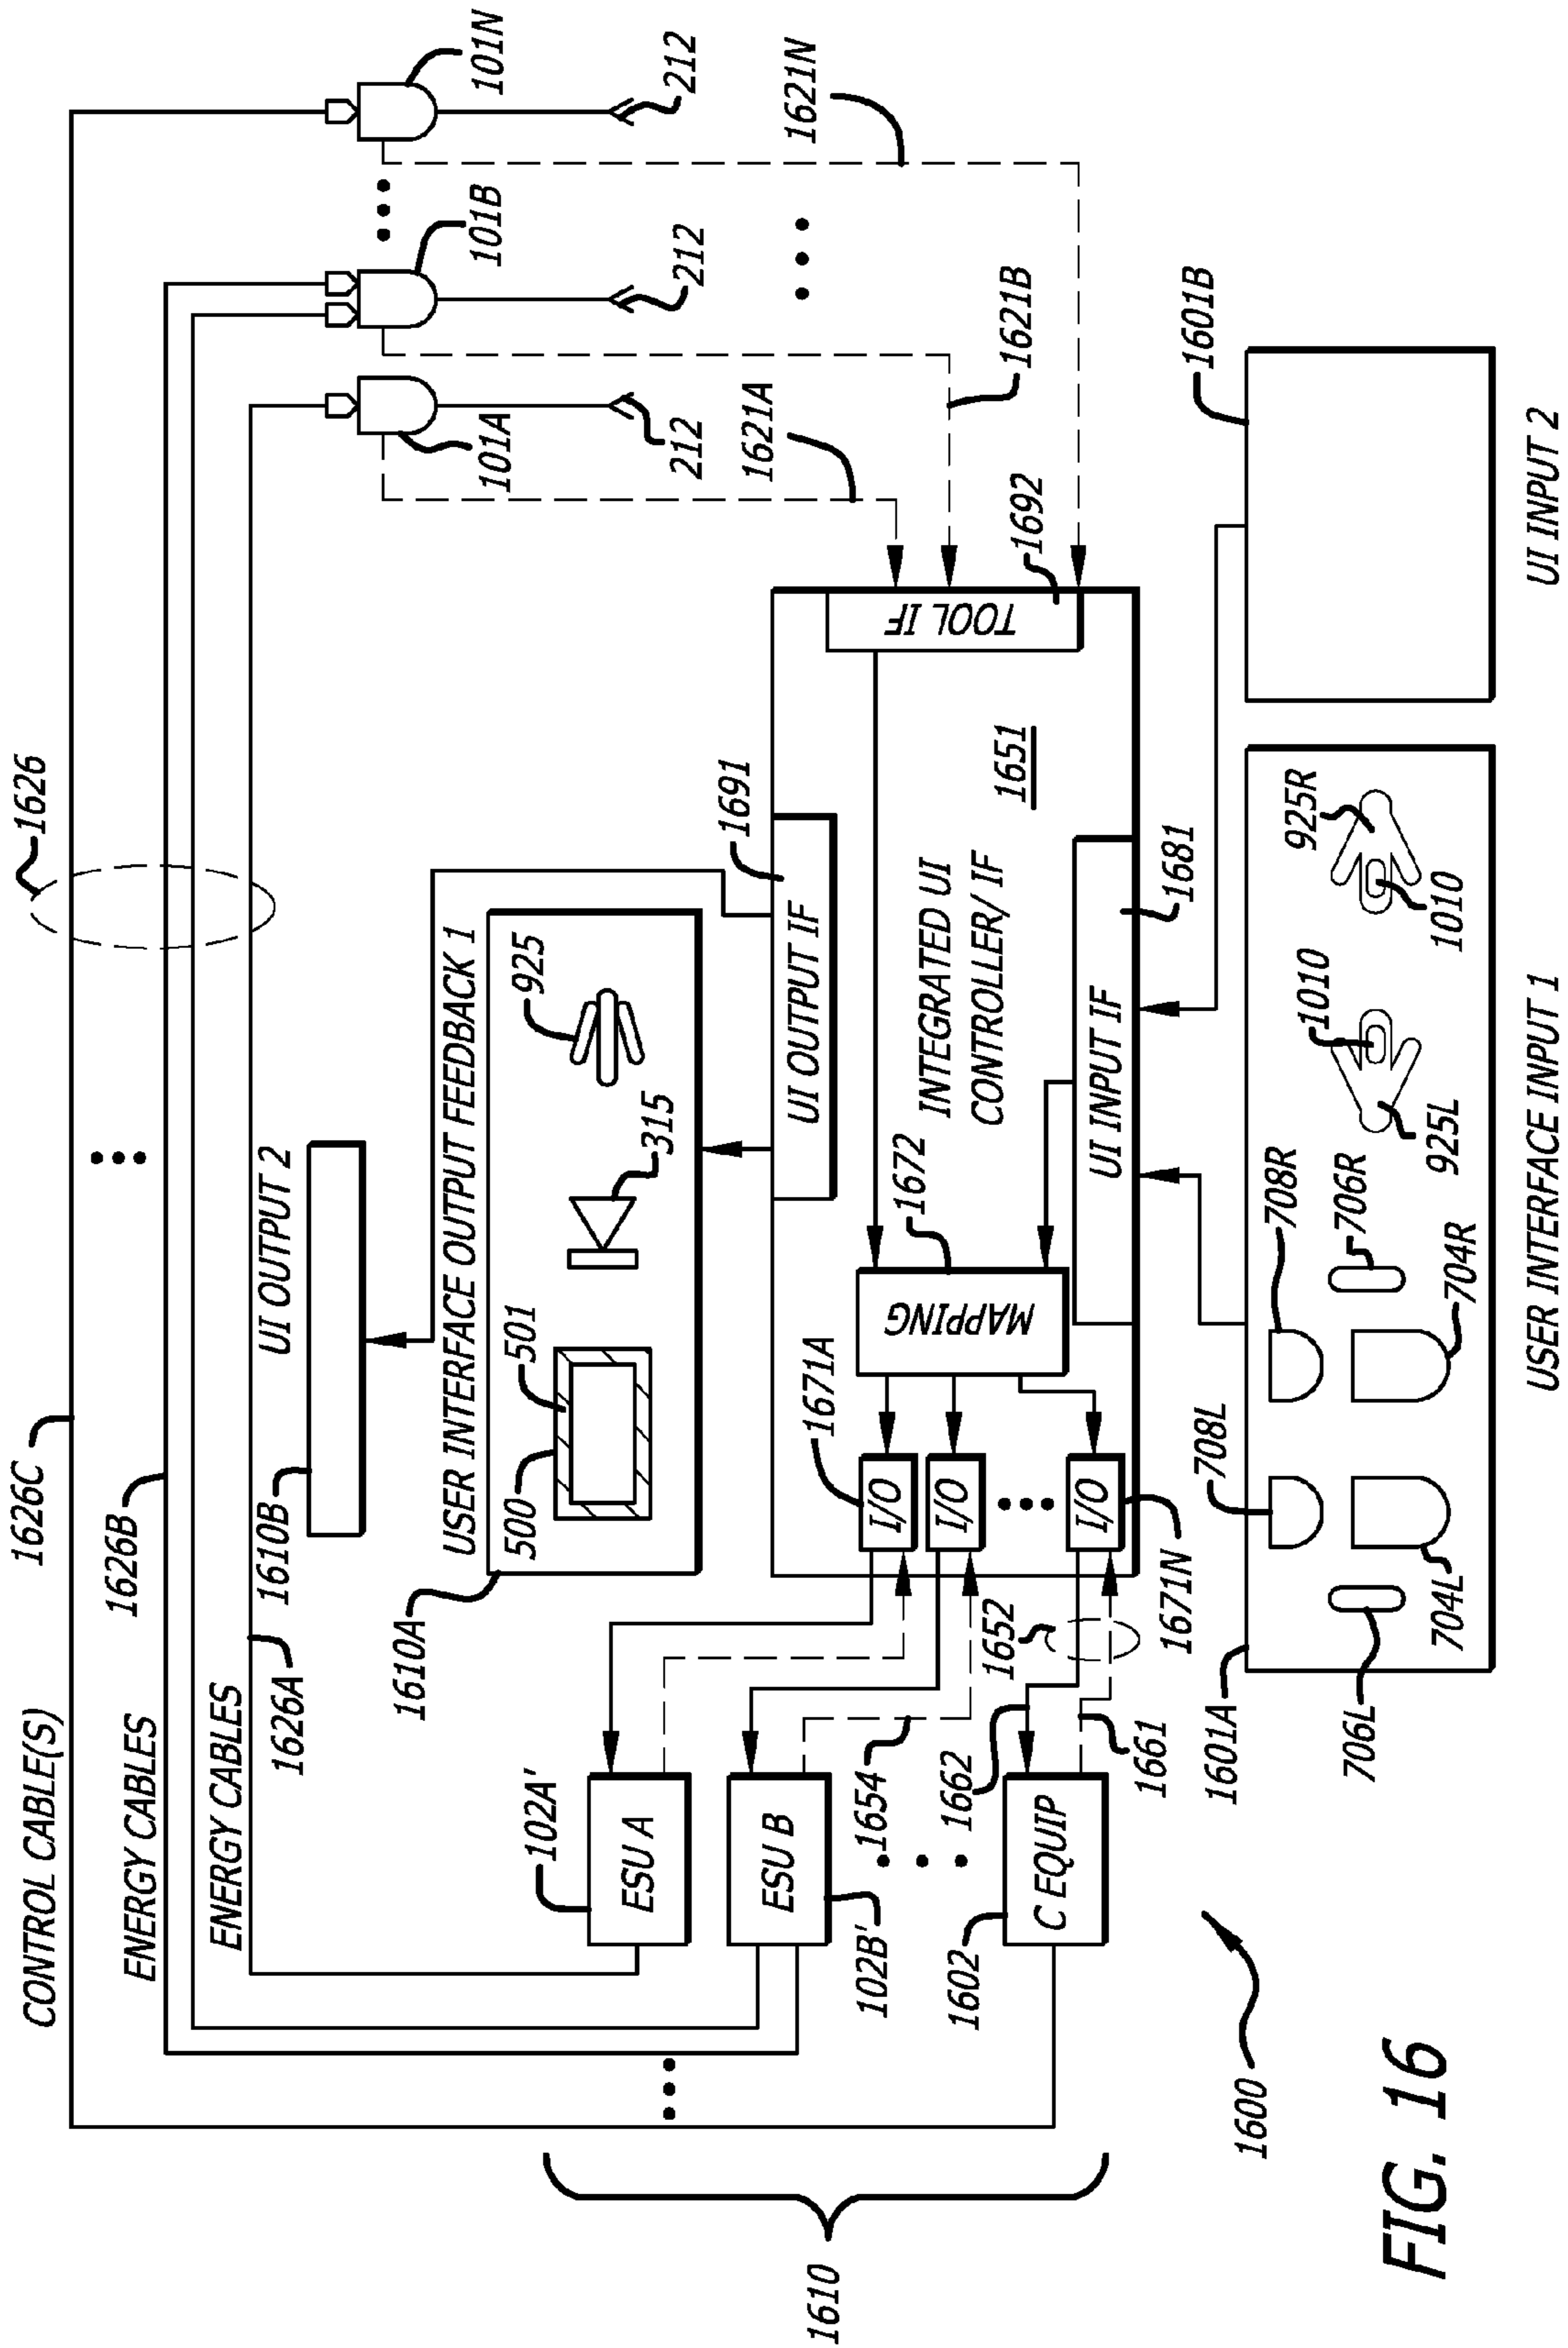 CONTROL CABLE(S)
1626C
1626
ENERGY CABLES
1626B
ENERGY CABLES
1626A
101A
101B
101N
212
212
212
1621A
1621B
1621N
1610B
UI OUTPUT 2
1610A
USER INTERFACE OUTPUT FEEDBACK 1
500
501
315
925
1691
UI OUTPUT IF
TOOL IF
1692
1651
INTEGRATED UI
CONTROLLER/ IF
1672
MAPPING
1671A
I/O
I/O
I/O
1671N
UI INPUT IF
1681
102A'
ESU A
ESU B
102B'
1654
1652
1662
1661
C EQUIP
1602
1610
1600
1601A
706L
704L
708L
708R
706R
704R
925L
1010
1010
925R
USER INTERFACE INPUT 1
1601B
UI INPUT 2
FIG. 16